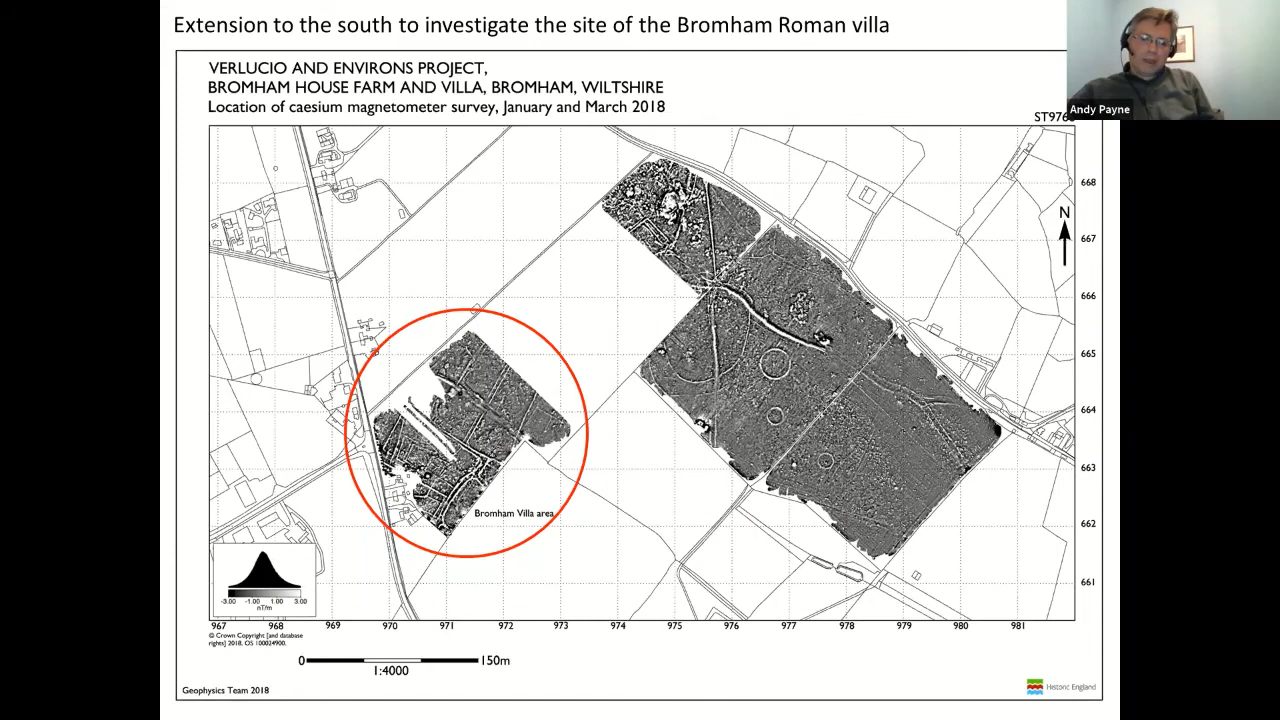 Extension to the south to investigate the site of the Bromham Roman villa
Andy Payne
VERLUCIO AND ENVIRONS PROJECT,
BROMHAM HOUSE FARM AND VILLA, BROMHAM, WILTSHIRE
Location of caesium magnetometer survey, January and March 2018
ST976
668
N
667
666
665
664
663
Bromham Villa area
662
661
-3.00 -1.00 1.00 3.00
nT/m
967 968 969 970 971 972 973 974 975 976 977 978 979 980 981
© Crown Copyright [and database
rights] 2018. OS 100024900.
0 150m
1:4000
Geophysics Team 2018
Historic England